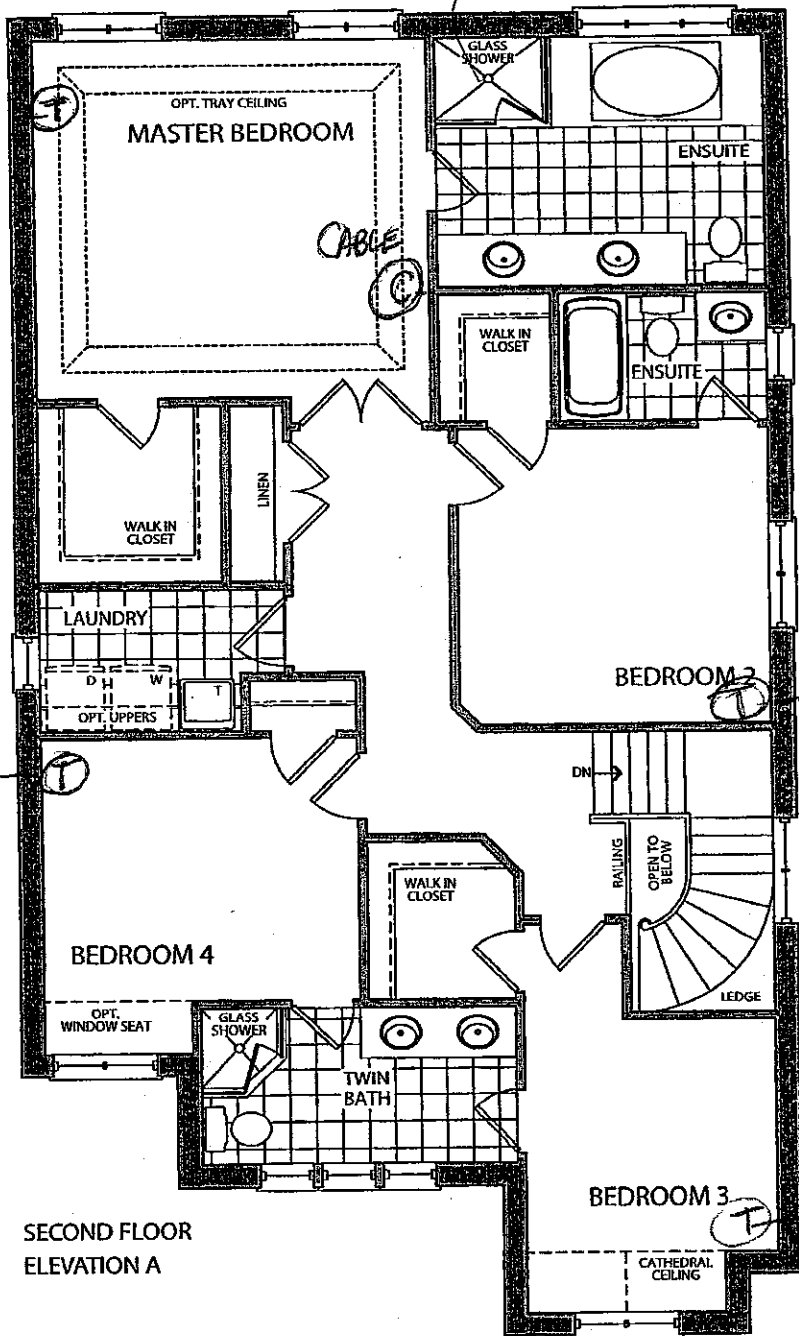 GLASS
SHOWER
OPT. TRAY CEILING
MASTER BEDROOM
T
ENSUITE
CABLE
C
WALK IN
CLOSET
ENSUITE
LINEN
WALK IN
CLOSET
LAUNDRY
D
W
T
OPT. UPPERS
BEDROOM 2
T
T
DN
RAILING
OPEN TO
BELOW
WALK IN
CLOSET
BEDROOM 4
LEDGE
OPT.
WINDOW SEAT
GLASS
SHOWER
TWIN
BATH
BEDROOM 3
T
SECOND FLOOR
ELEVATION A
CATHEDRAL
CEILING